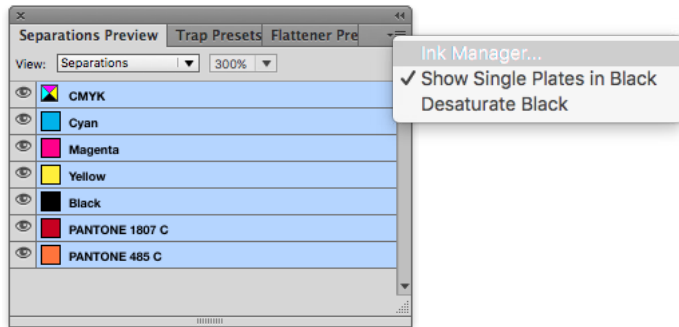 Separations Preview Trap Presets Flattener Pre
View: Separations 300%
CMYK
Cyan
Magenta
Yellow
Black
PANTONE 1807 C
PANTONE 485 C
Ink Manager...
✓ Show Single Plates in Black
Desaturate Black